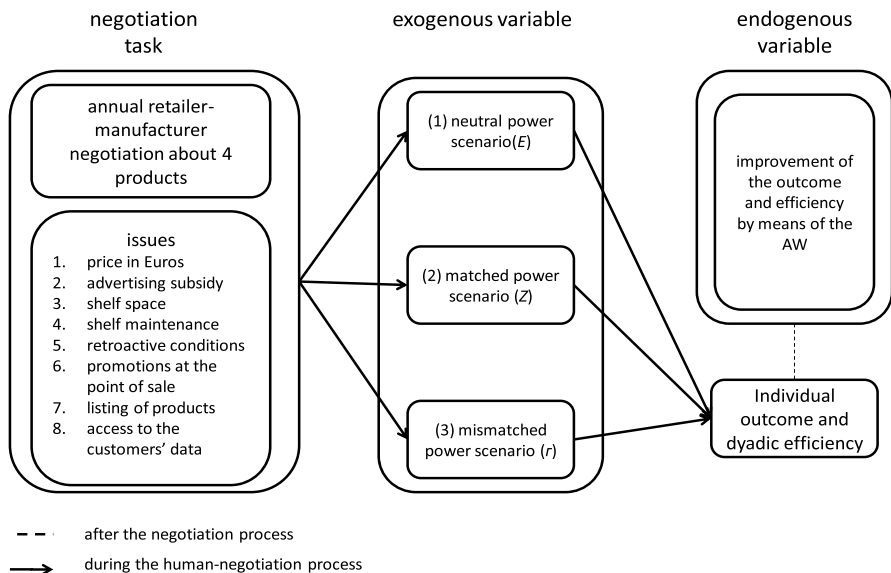 negotiation
task
exogenous variable
endogenous
variable
annual retailer-
manufacturer
negotiation about 4
products
issues
1. price in Euros
2. advertising subsidy
3. shelf space
4. shelf maintenance
5. retroactive conditions
6. promotions at the
point of sale
7. listing of products
8. access to the
customers’ data
(1) neutral power
scenario(E)
(2) matched power
scenario (Z)
(3) mismatched
power scenario (r)
improvement of
the outcome
and efficiency
by means of the
AW
Individual
outcome and
dyadic efficiency
after the negotiation process
during the human-negotiation process